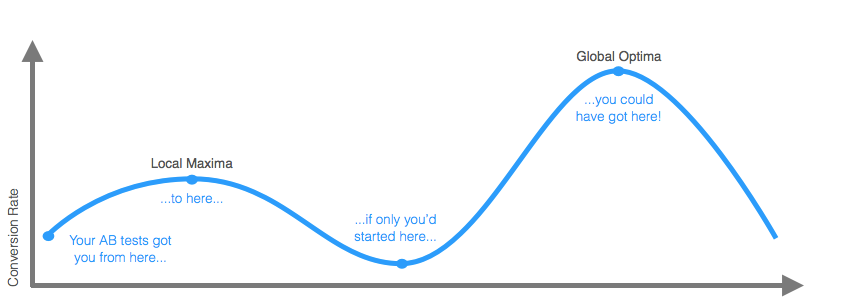 Global Optima
...you could
have got here!
Local Maxima
...to here...
...if only you'd
started here...
Your AB tests got
you from here...
Conversion Rate